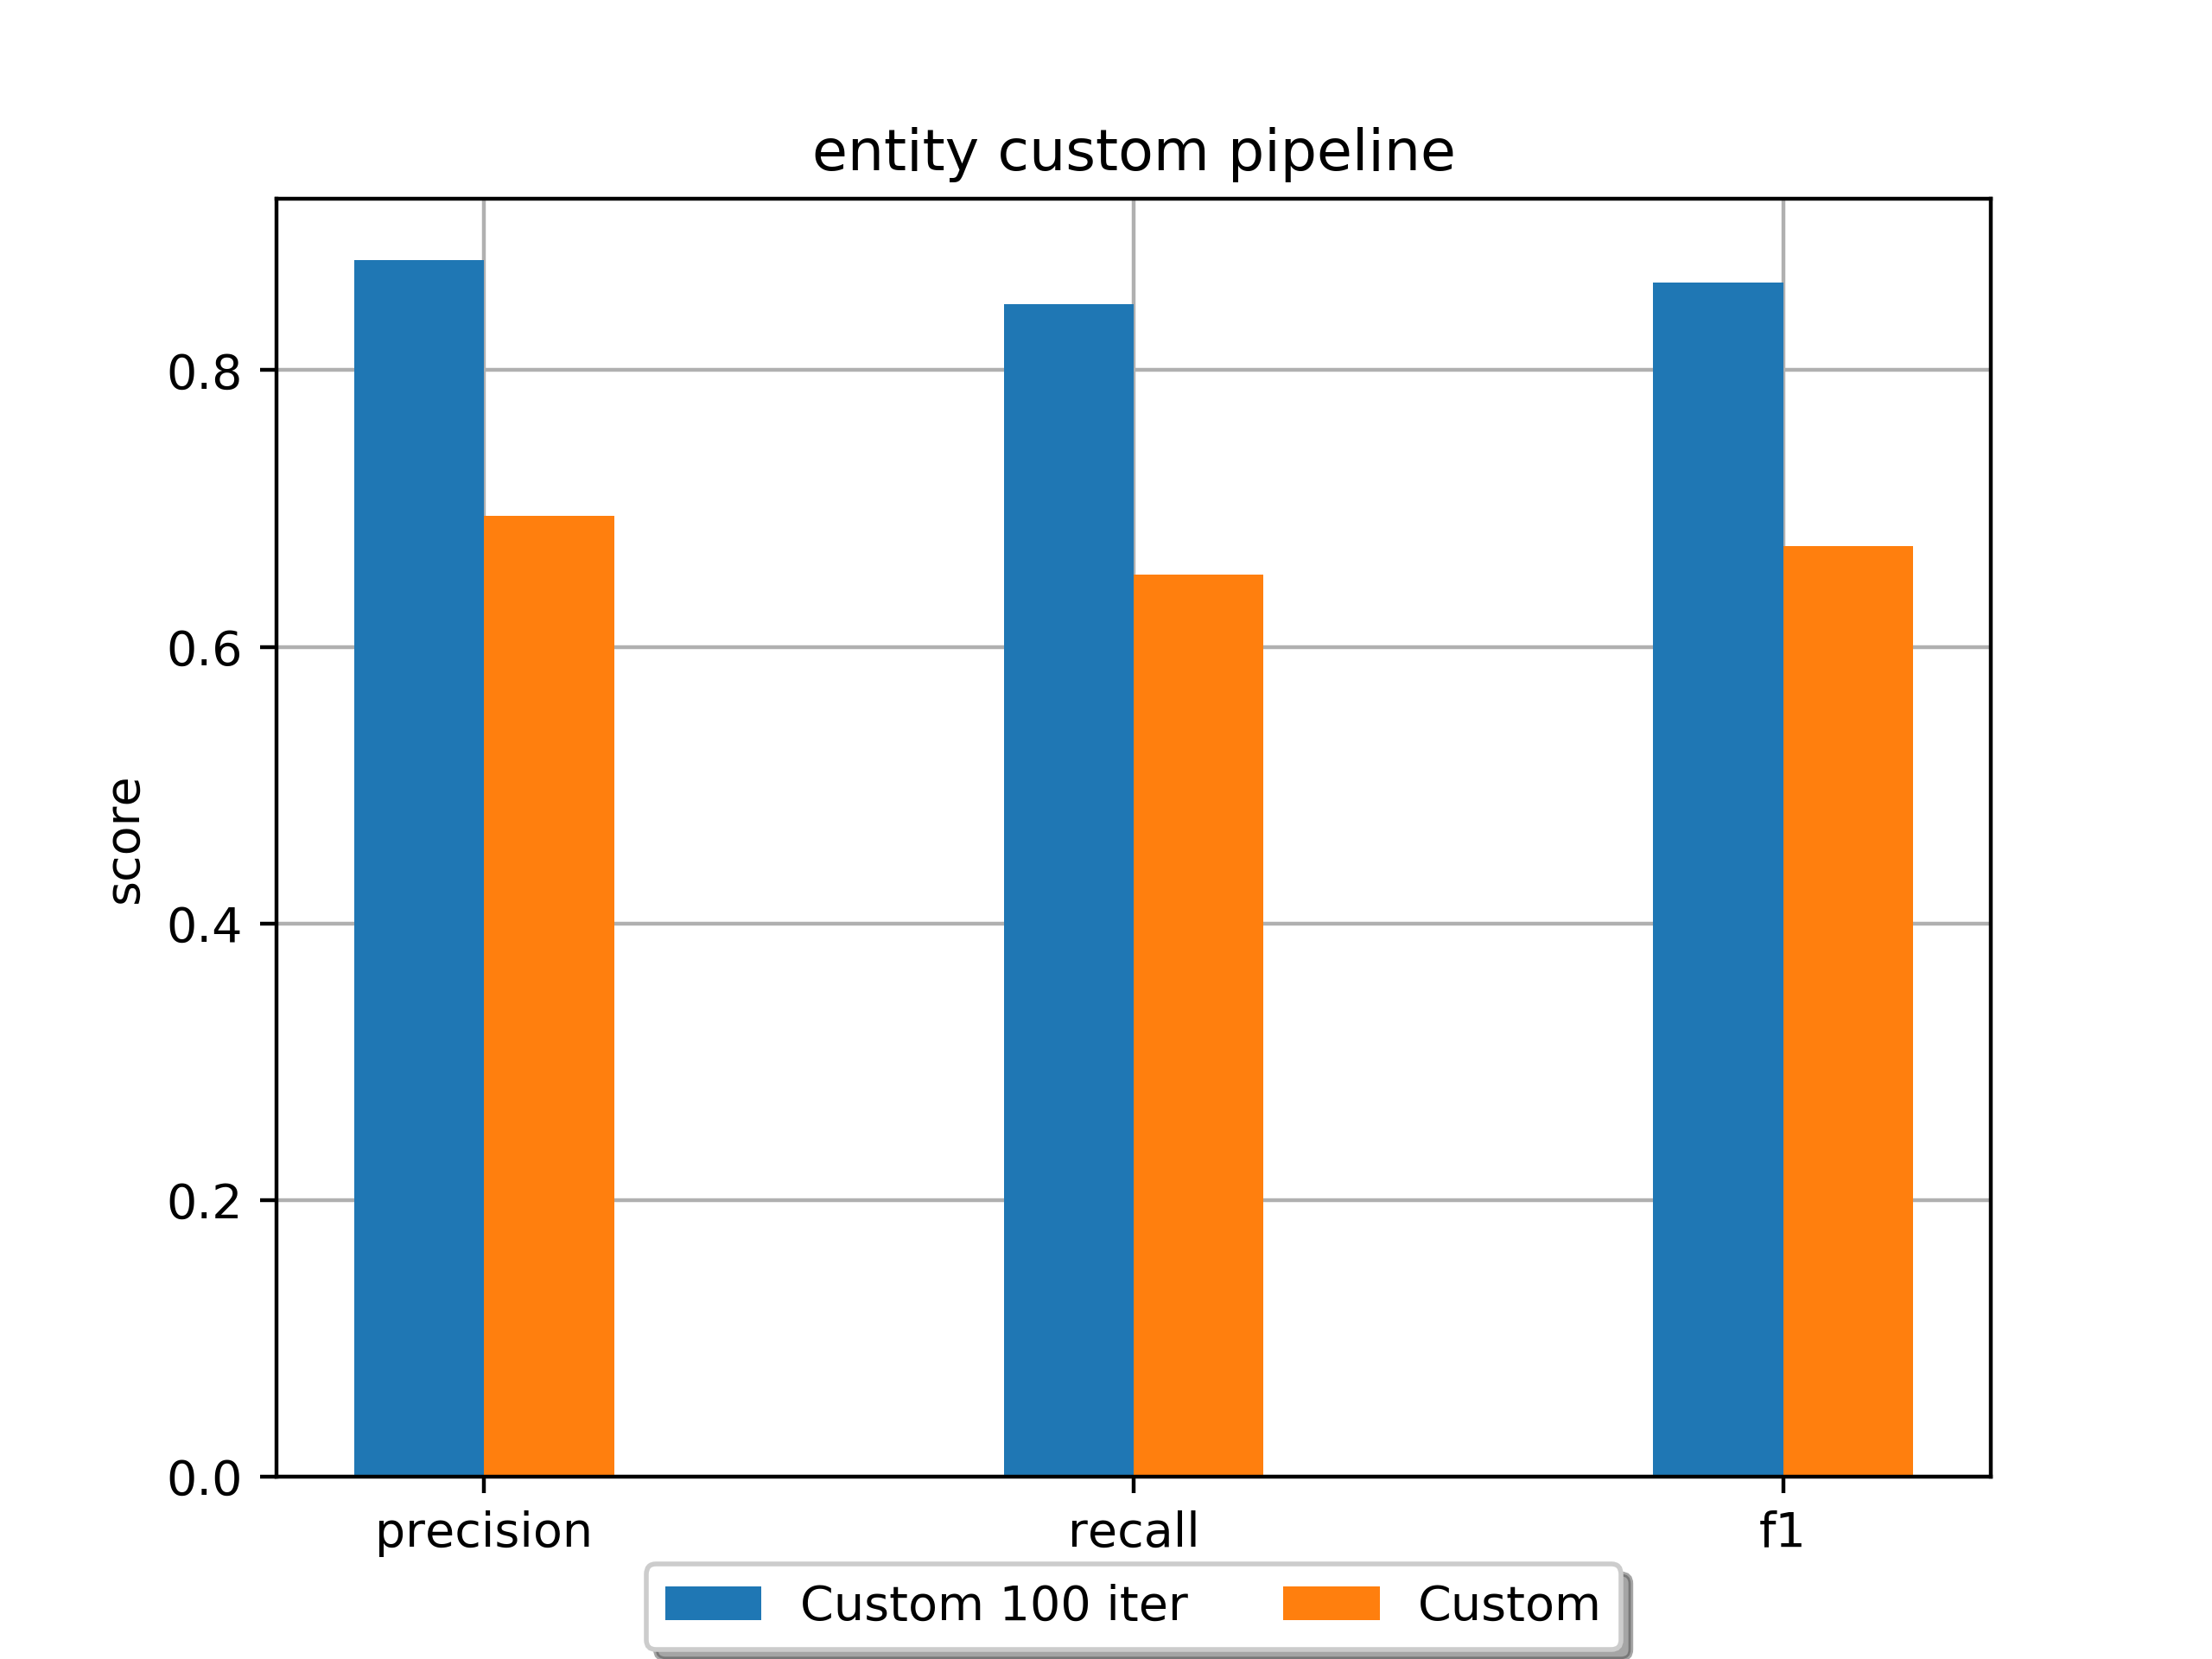 entity custom pipeline
score
0.8
0.6
0.4
0.2
0.0
precision recall f1
Custom 100 iter Custom